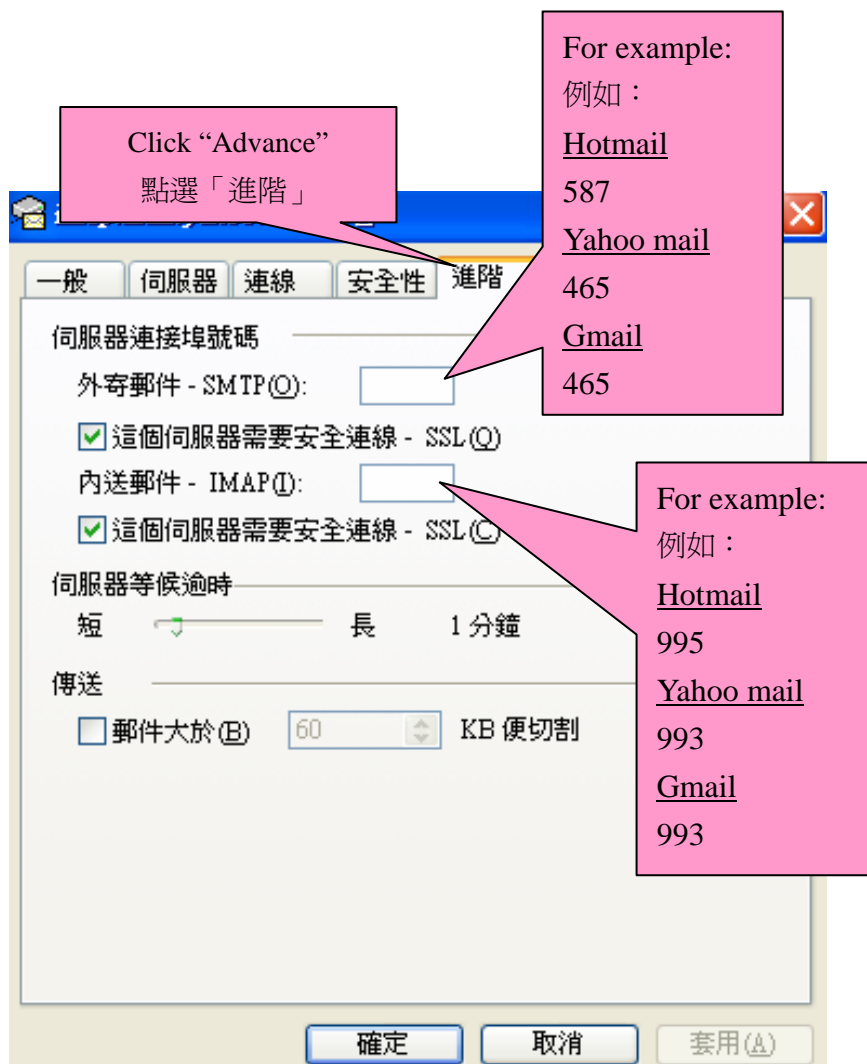 For example:
例如：
Hotmail
587
Yahoo mail
465
Gmail
465
Click “Advance”
點選「進階」
一般 伺服器 連線 安全性 進階
伺服器連接埠號碼
外寄郵件 - SMTP(O):
這個伺服器需要安全連線 - SSL(Q)
內送郵件 - IMAP(I):
這個伺服器需要安全連線 - SSL(C)
For example:
例如：
Hotmail
995
Yahoo mail
993
Gmail
993
伺服器等候逾時
短 長 1 分鐘
傳送
郵件大於(B) 60 KB 便切割
確定 取消 套用(A)